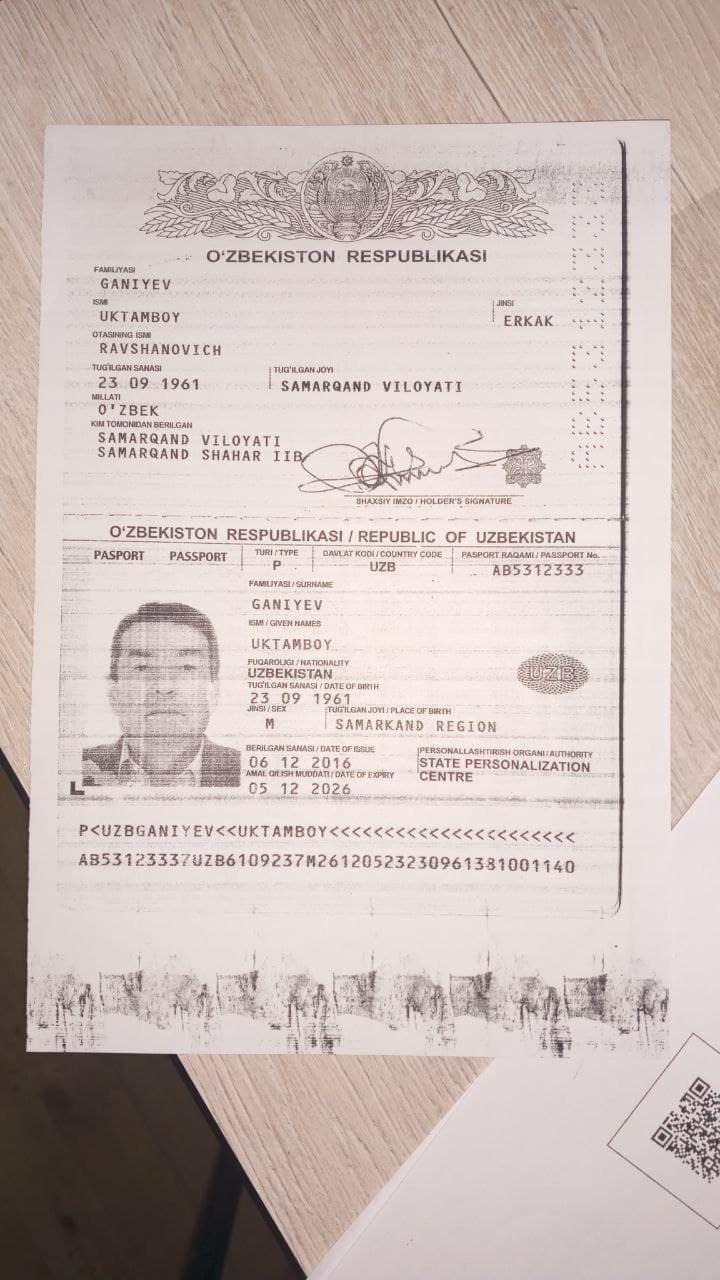 O‘ZBEKISTON RESPUBLIKASI
FAMILIYASI
GANIYEV
ISMI
UKTAMBOY
JINSI
ERKAK
OTASINING ISMI
RAVSHANOVICH
TUG‘ILGAN SANASI
23 09 1961
TUG‘ILGAN JOYI
SAMARQAND VILOYATI
MILLATI
O'ZBEK
KIM TOMONIDAN BERILGAN
SAMARQAND VILOYATI
SAMARQAND SHAHAR IIB
SHAXSIY IMZO / HOLDER'S SIGNATURE
O‘ZBEKISTON RESPUBLIKASI / REPUBLIC OF UZBEKISTAN
PASPORT PASSPORT
TURI / TYPE
P
DAVLAT KODI / COUNTRY CODE
UZB
PASPORT RAQAMI / PASSPORT No.
AB5312333
FAMILIYASI / SURNAME
GANIYEV
ISMI / GIVEN NAMES
UKTAMBOY
FUQAROLIGI / NATIONALITY
UZBEKISTAN
UZB
TUG‘ILGAN SANASI / DATE OF BIRTH
23 09 1961
JINSI / SEX
M
TUG‘ILGAN JOYI / PLACE OF BIRTH
SAMARKAND REGION
BERILGAN SANASI / DATE OF ISSUE
06 12 2016
AMAL QILISH MUDDATI / DATE OF EXPIRY
05 12 2026
PERSONALLASHTIRISH ORGANI / AUTHORITY
STATE PERSONALIZATION
CENTRE
P<UZBGANIYEV<<UKTAMBOY<<<<<<<<<<<<<<<<<<<<<<
AB53123337UZB6109237M26120523230961381001140